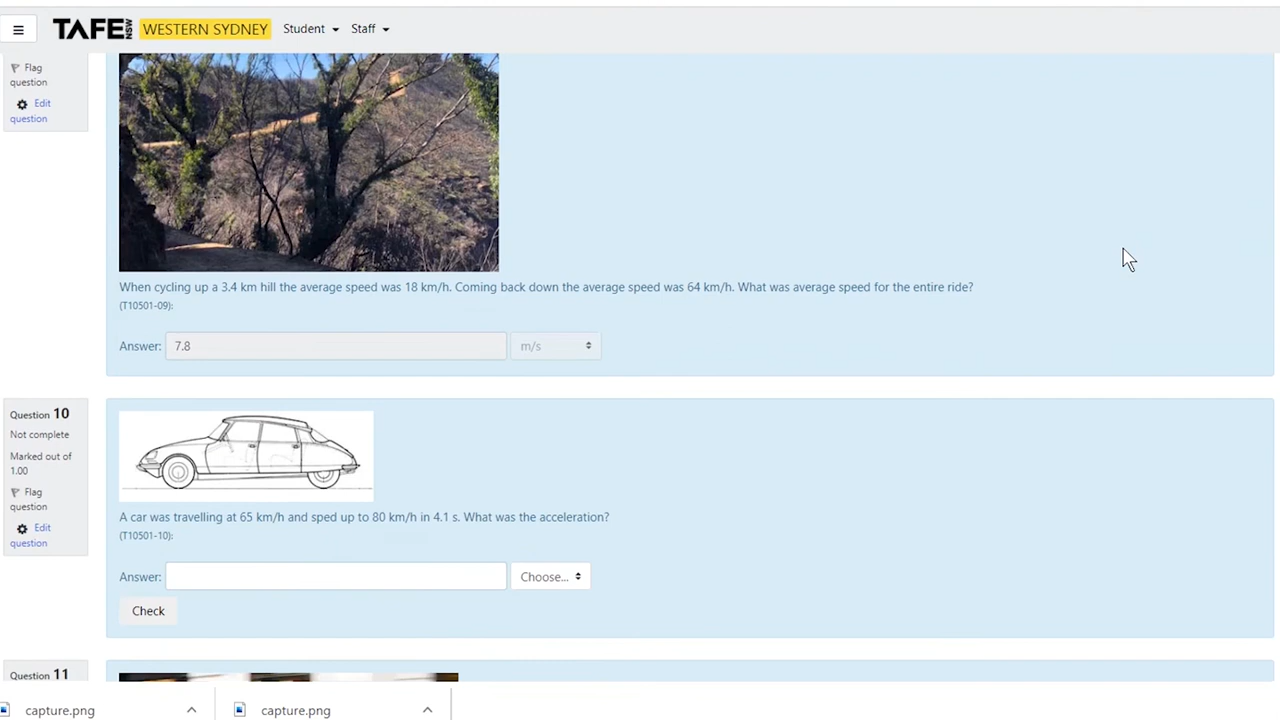 ☰ TAFE NSW WESTERN SYDNEY Student Staff
Flag
question
Edit
question
When cycling up a 3.4 km hill the average speed was 18 km/h. Coming back down the average speed was 64 km/h. What was average speed for the entire ride?
(T10501-09):
Answer: 7.8 m/s
Question 10
Not complete
Marked out of
1.00
Flag
question
Edit
question
A car was travelling at 65 km/h and sped up to 80 km/h in 4.1 s. What was the acceleration?
(T10501-10):
Answer: Choose...
Check
Question 11
capture.png capture.png